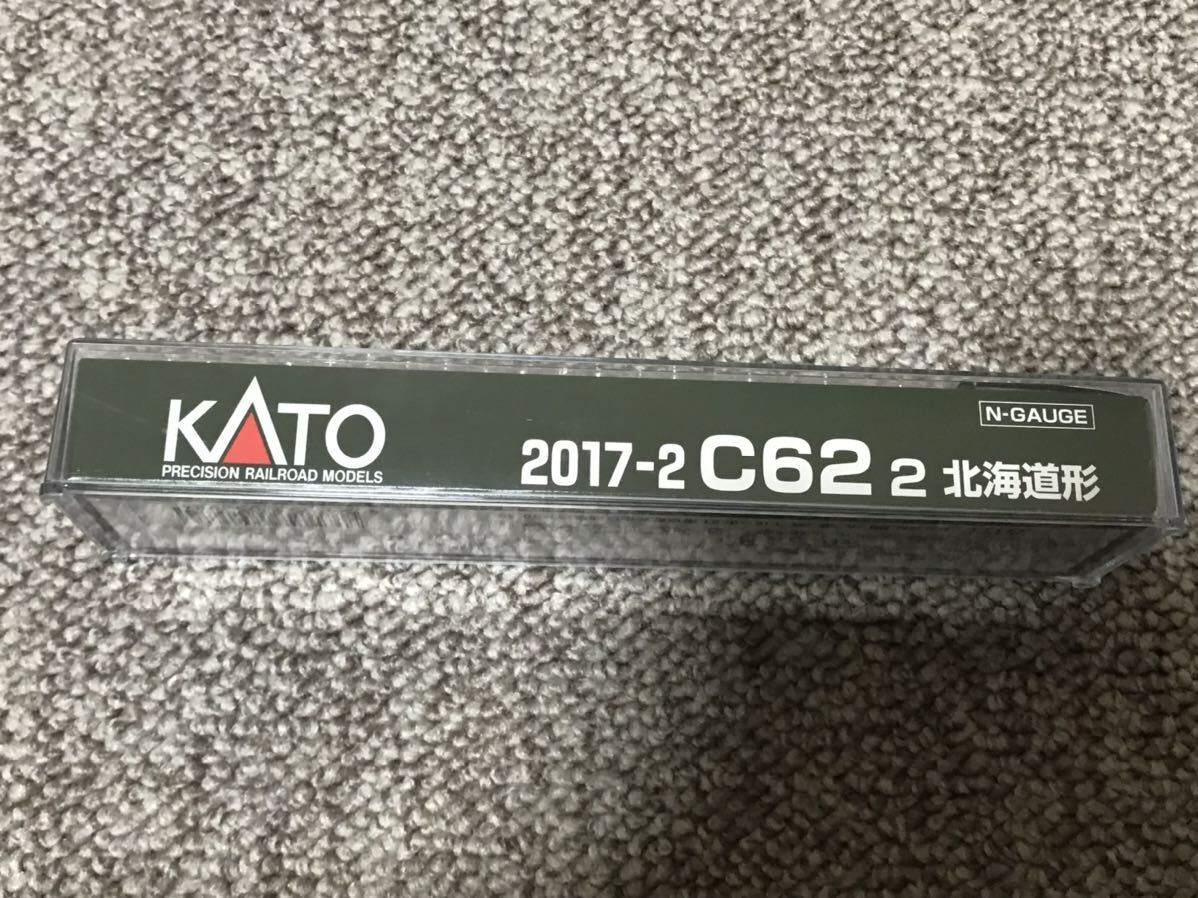 KATO
PRECISION RAILROAD MODELS
2017-2 C62 2 北海道形
N-GAUGE